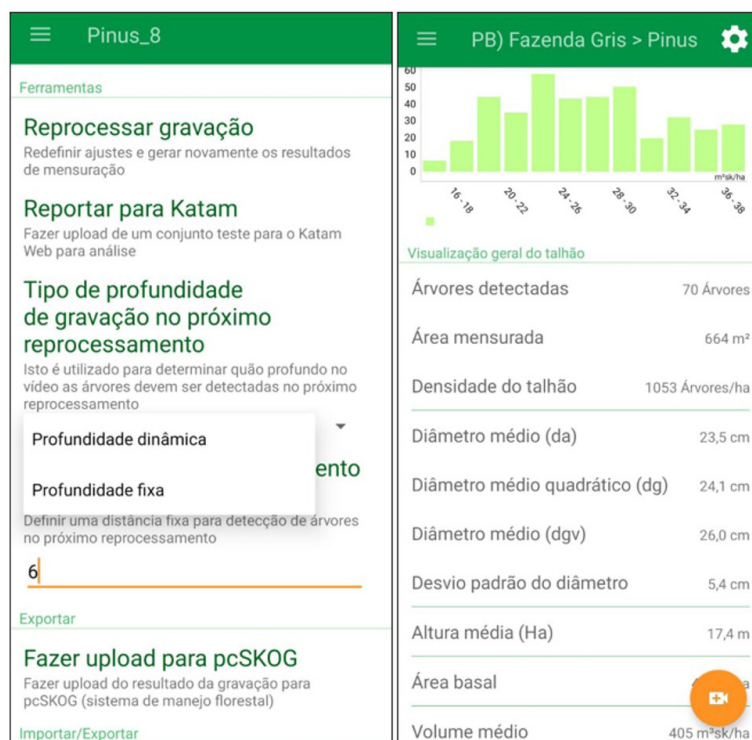 Pinus_8
Ferramentas
Reprocessar gravação
Redefinir ajustes e gerar novamente os resultados
de mensuração
Reportar para Katam
Fazer upload de um conjunto teste para o Katam
Web para análise
Tipo de profundidade
de gravação no próximo
reprocessamento
Isto é utilizado para determinar quão profundo no
vídeo as árvores devem ser detectadas no próximo
reprocessamento
Profundidade dinâmica
ento
Profundidade fixa
Definir uma distância fixa para detecção de árvores
no próximo reprocessamento
6
Exportar
Fazer upload para pcSKOG
Fazer upload do resultado da gravação para
pcSKOG (sistema de manejo florestal)
Importar/Exportar
PB) Fazenda Gris > Pinus
60
50
40
30
20
10
0
m³sk/ha
16 - 18
20 - 22
24 - 26
28 - 30
32 - 34
36 - 38
Visualização geral do talhão
Árvores detectadas 70 Árvores
Área mensurada 664 m²
Densidade do talhão 1053 Árvores/ha
Diâmetro médio (da) 23,5 cm
Diâmetro médio quadrático (dg) 24,1 cm
Diâmetro médio (dgv) 26,0 cm
Desvio padrão do diâmetro 5,4 cm
Altura média (Ha) 17,4 m
Área basal
Volume médio 405 m³sk/ha